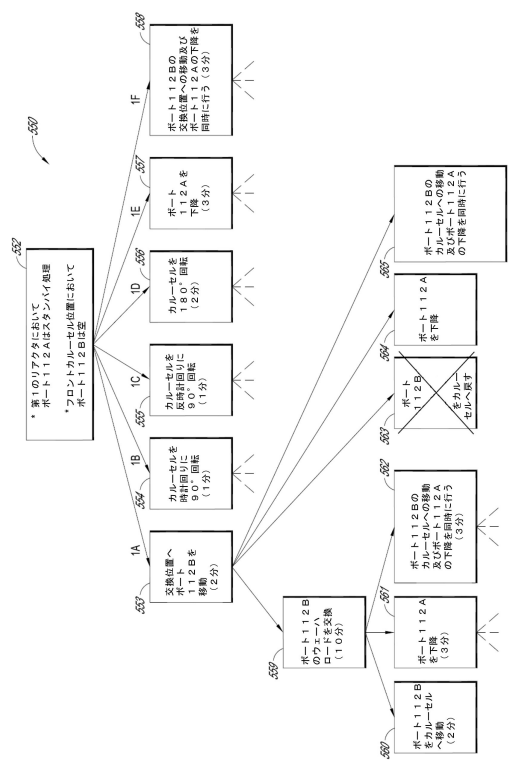 550
552
* 第1のリアクタにおいて
ポート112Aはスタンバイ処理
* フロントカルーセル位置において
ポート112Bは空
1A
1B
1C
1D
1E
1F
553
交換位置へ
ポート
112Bを
移動
(2分)
554
カルーセルを
時計回りに
90°回転
(1分)
555
カルーセルを
反時計回りに
90°回転
(1分)
556
カルーセルを
180°回転
(2分)
557
ポート
112Aを
下降
(3分)
558
ポート112Bの
交換位置への移動及び
ポート112Aの下降を
同時に行う(3分)
559
ポート112B
のウェーハ
ロードを交換
(10分)
560
ポート112B
をカルーセル
へ移動
(2分)
561
ポート112A
を下降
(3分)
562
ポート112Bの
カルーセルへの移動
及びポート112A
の下降を同時に行う
(3分)
563
ポート
112B
をカルー
セルへ戻す
564
ポート112A
を下降
565
ポート112Bの
カルーセルへの移動
及びポート112A
の下降を同時に行う